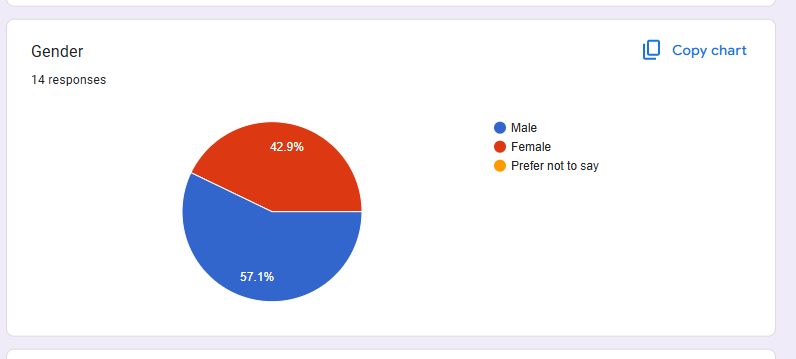 Gender
Copy chart
14 responses
42.9%
57.1%
Male
Female
Prefer not to say